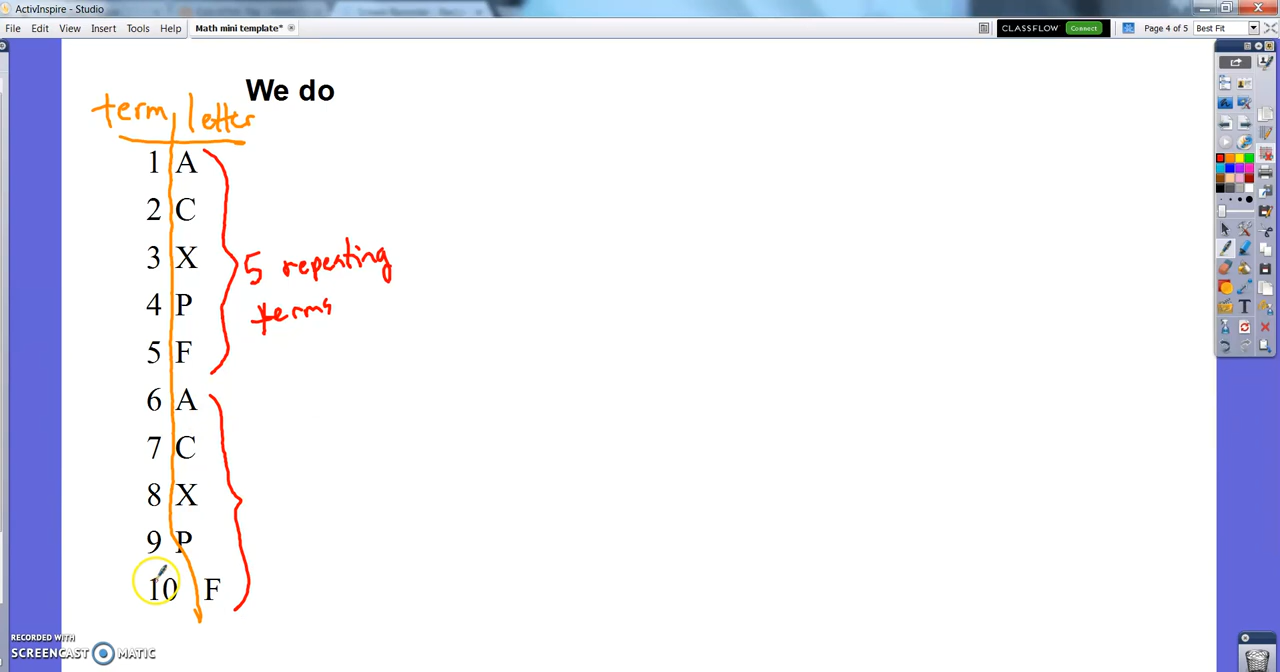 ActivInspire - Studio
File Edit View Insert Tools Help Math mini template* CLASSFLOW Connect Page 4 of 5 Best Fit
We do
term letter
1 A
2 C
3 X
4 P
5 F
5 repeating
terms
6 A
7 C
8 X
9 P
10 F
RECORDED WITH
SCREENCAST MATIC